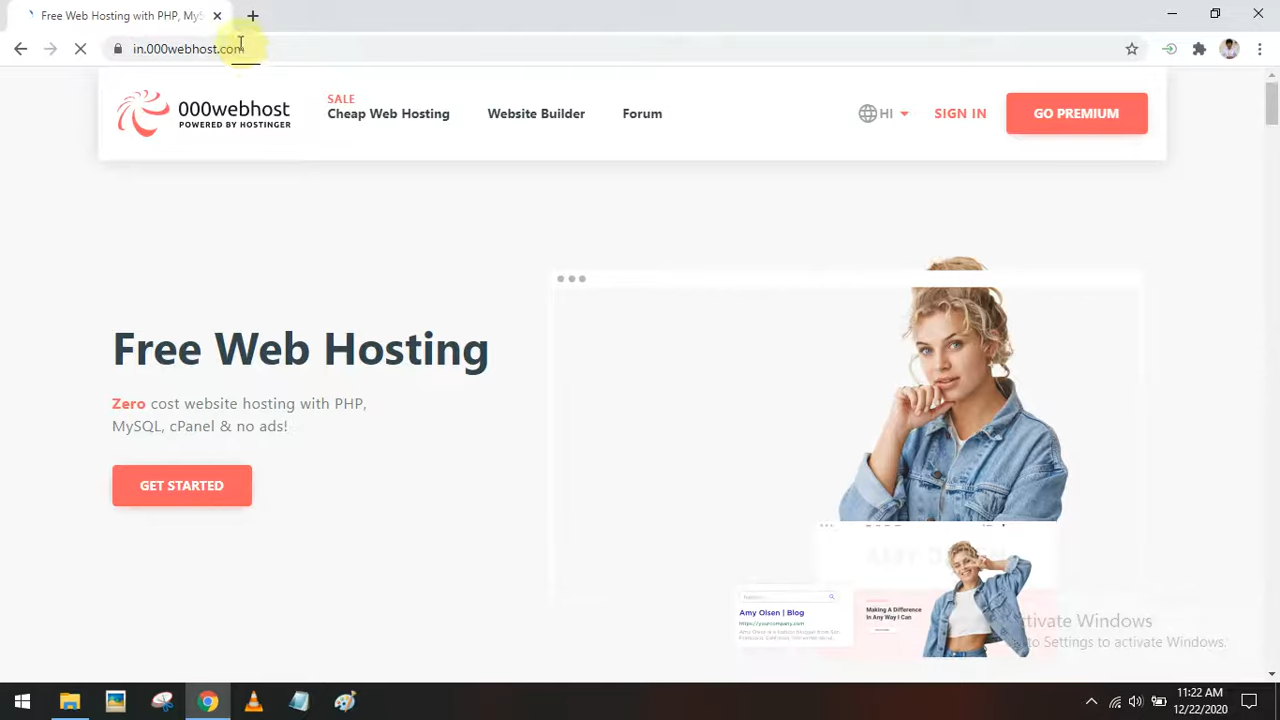 Free Web Hosting with PHP, MyS
in.000webhost.com
000webhost
POWERED BY HOSTINGER
SALE
Cheap Web Hosting
Website Builder
Forum
HI
SIGN IN
GO PREMIUM
Free Web Hosting
Zero cost website hosting with PHP,
MySQL, cPanel & no ads!
GET STARTED
AMY OLSEN
Amy Olsen | Blog
https://yourcompany.com
Making A Difference
In Any Way I Can
Activate Windows
to Settings to activate Windows.
11:22 AM
12/22/2020